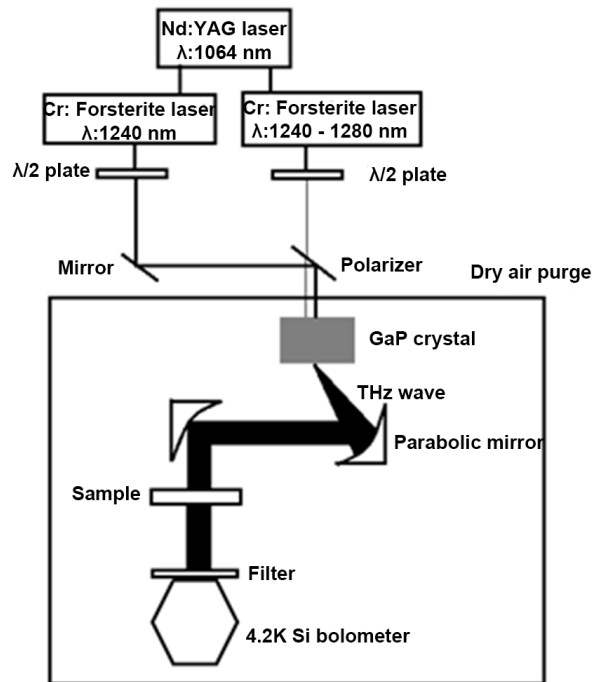 Nd:YAG laser
λ:1064 nm
Cr: Forsterite laser
λ:1240 nm
Cr: Forsterite laser
λ:1240 - 1280 nm
λ/2 plate
λ/2 plate
Mirror
Polarizer
Dry air purge
GaP crystal
THz wave
Parabolic mirror
Sample
Filter
4.2K Si bolometer